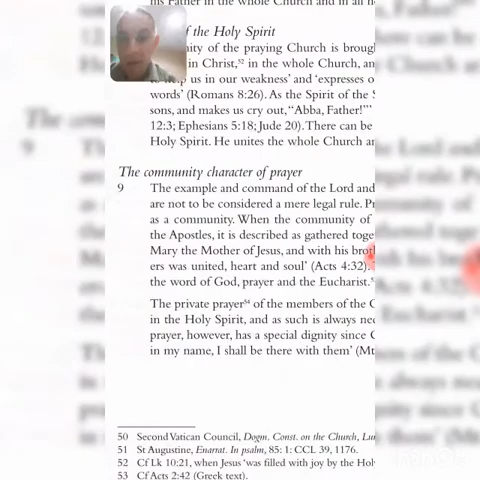 his Father in the whole Church and in all
of the Holy Spirit
nity of the praying Church is broug
in Christ,⁵² in the whole Church, an
us in our weakness' and 'expresses o
words' (Romans 8:26). As the Spirit of the S
sons, and makes us cry out, "Abba, Father!"'
12:3; Ephesians 5:18; Jude 20). There can be
Holy Spirit. He unites the whole Church an
The community character of prayer
9 The example and command of the Lord and
are not to be considered a mere legal rule. Pr
as a community. When the community of
the Apostles, it is described as gathered toge
Mary the Mother of Jesus, and with his brot
ers was united, heart and soul' (Acts 4:32).
the word of God, prayer and the Eucharist.
The private prayer⁵⁴ of the members of the C
in the Holy Spirit, and as such is always nec
prayer, however, has a special dignity since C
in my name, I shall be there with them' (Mt
50 Second Vatican Council, Dogm. Const. on the Church, Lu
51 St Augustine, Enarrat. In psalm, 85: 1: CCL 39, 1176.
52 Cf Lk 10:21, when Jesus 'was filled with joy by the Holy
53 Cf Acts 2:42 (Greek text).